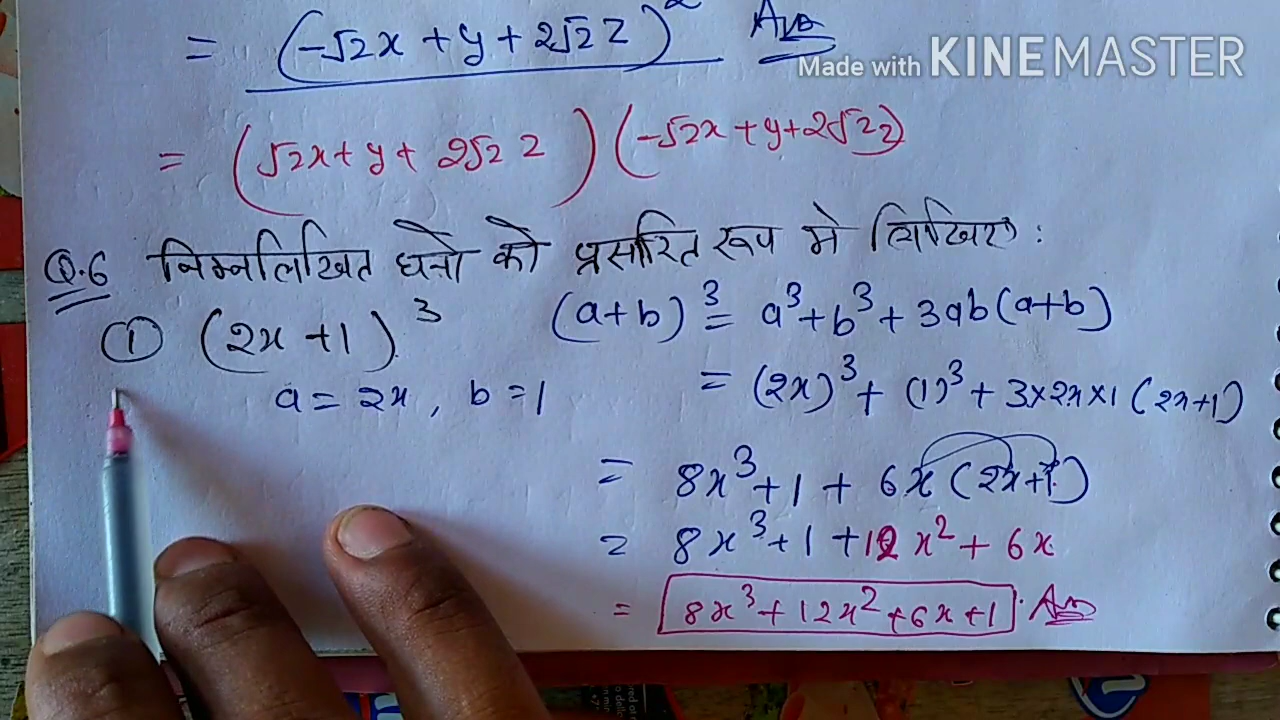 = (-√2x + y + 2√2 z)² Ans
Made with KINEMASTER
= (√2x + y + 2√2 z) (-√2x + y + 2√2z)
Q.6 निम्नलिखित घनो को प्रसारित रूप मे लिखिए :
① (2x + 1)³ (a+b)³ = a³ + b³ + 3ab(a+b)
a = 2x , b = 1 = (2x)³ + (1)³ + 3×2x×1 (2x+1)
= 8x³ + 1 + 6x (2x+1)
= 8x³ + 1 + 12x² + 6x
= 8x³ + 12x² + 6x + 1 . Ans